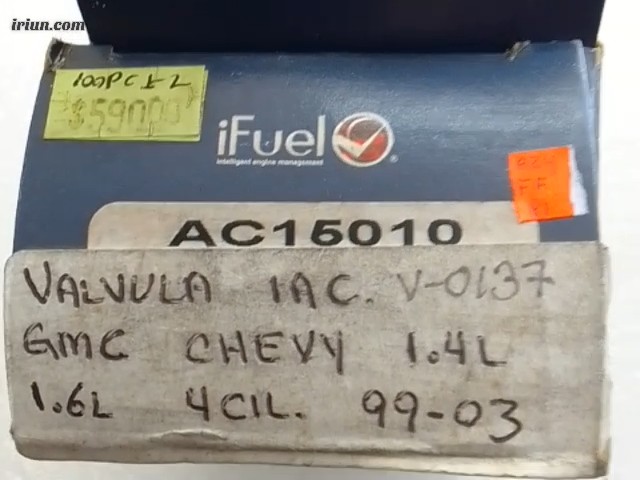 iriun.com
$590.00
iFuel
intelligent engine management
AC15010
VALVULA IAC. V-0137
GMC CHEVY 1.4L
1.6L 4CIL. 99-03